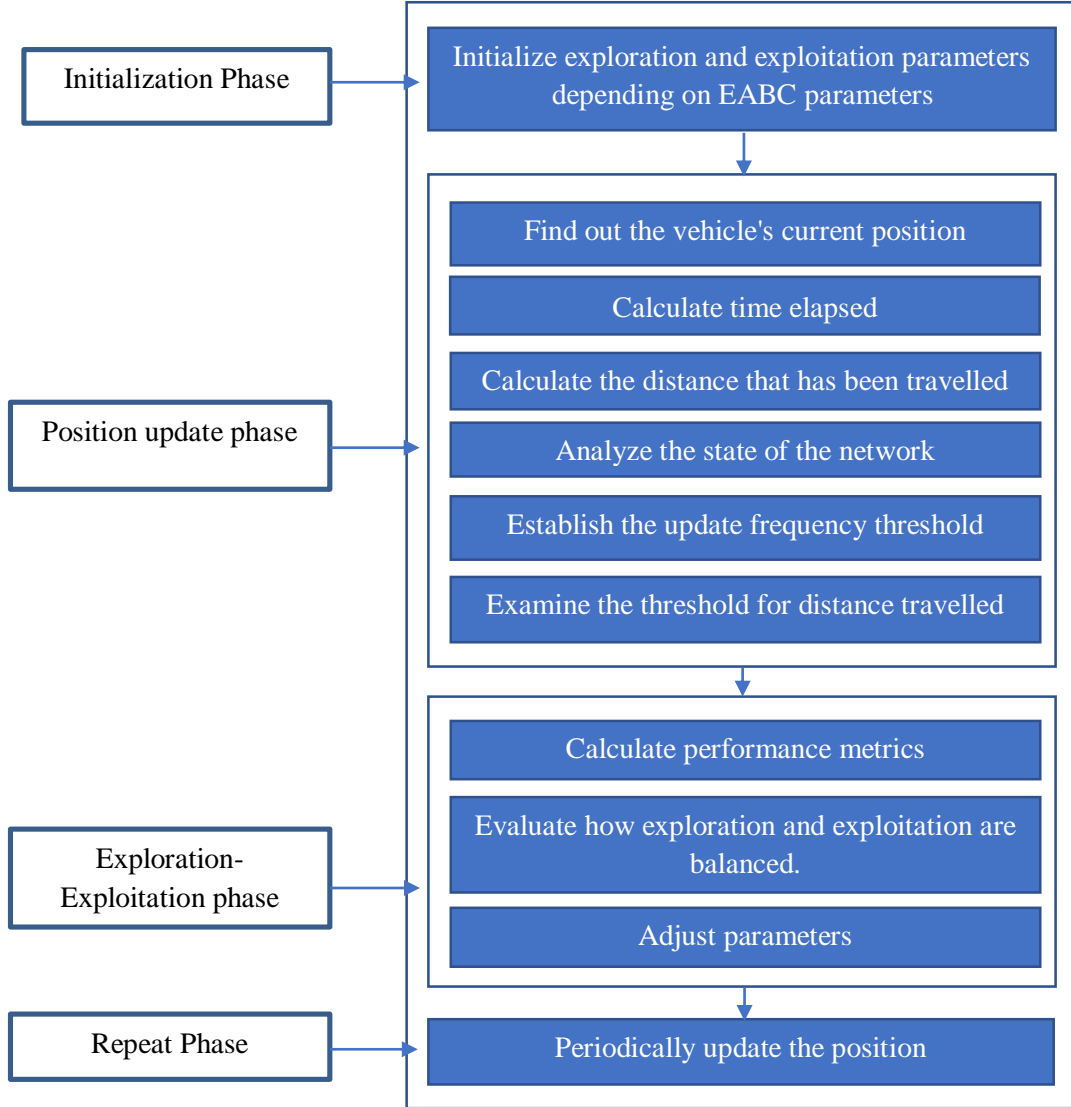 Initialization Phase
Initialize exploration and exploitation parameters
depending on EABC parameters
Find out the vehicle's current position
Calculate time elapsed
Calculate the distance that has been travelled
Position update phase
Analyze the state of the network
Establish the update frequency threshold
Examine the threshold for distance travelled
Calculate performance metrics
Exploration-
Exploitation phase
Evaluate how exploration and exploitation are
balanced.
Adjust parameters
Repeat Phase
Periodically update the position